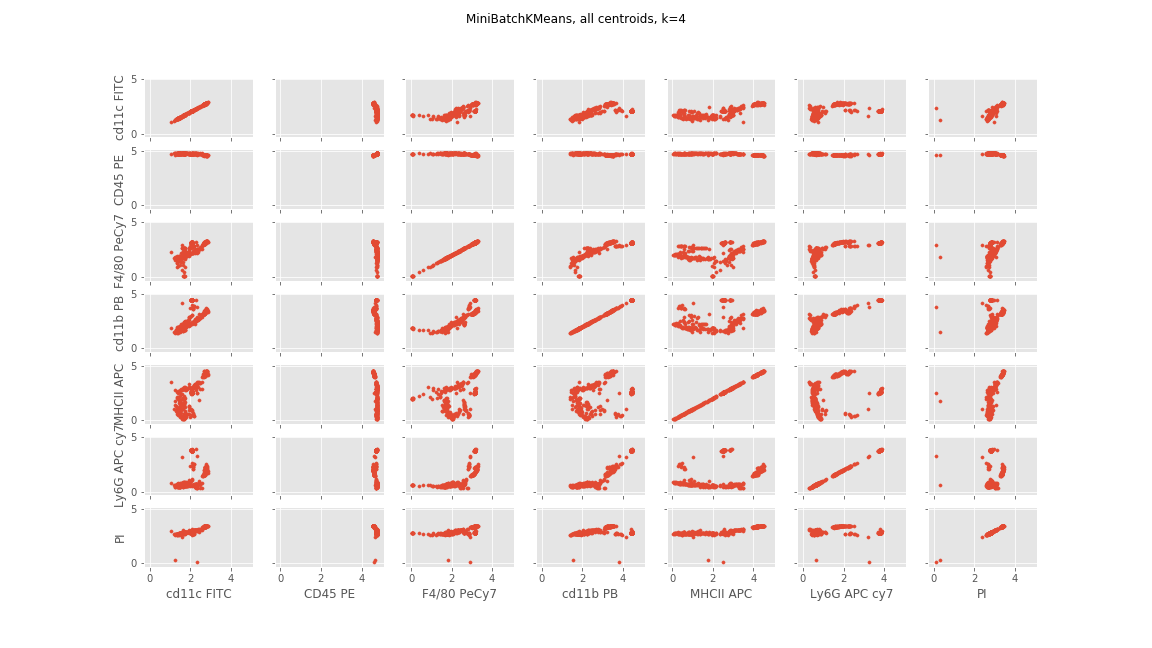 MiniBatchKMeans, all centroids, k=4
5
0
cd11c FITC
5
0
CD45 PE
5
0
F4/80 PeCy7
5
0
cd11b PB
5
0
MHCII APC
5
0
Ly6G APC cy7
5
0
PI
0 2 4 0 2 4 0 2 4 0 2 4 0 2 4 0 2 4 0 2 4
cd11c FITC CD45 PE F4/80 PeCy7 cd11b PB MHCII APC Ly6G APC cy7 PI